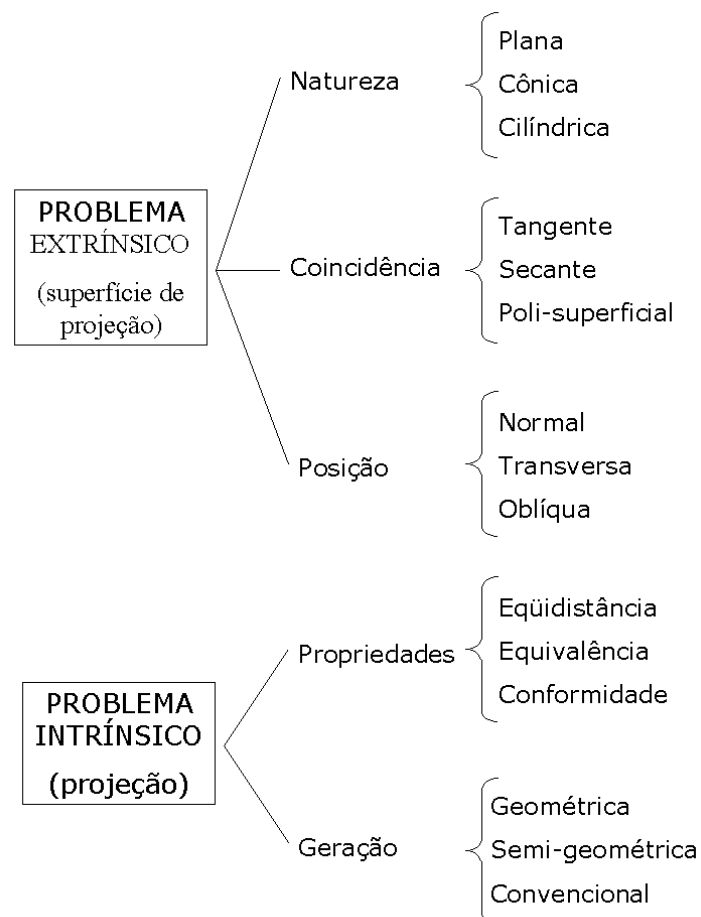 PROBLEMA
EXTRÍNSICO
(superfície de
projeção)
Natureza
Plana
Cônica
Cilíndrica
Coincidência
Tangente
Secante
Poli-superficial
Posição
Normal
Transversa
Oblíqua
PROBLEMA
INTRÍNSICO
(projeção)
Propriedades
Eqüidistância
Equivalência
Conformidade
Geração
Geométrica
Semi-geométrica
Convencional